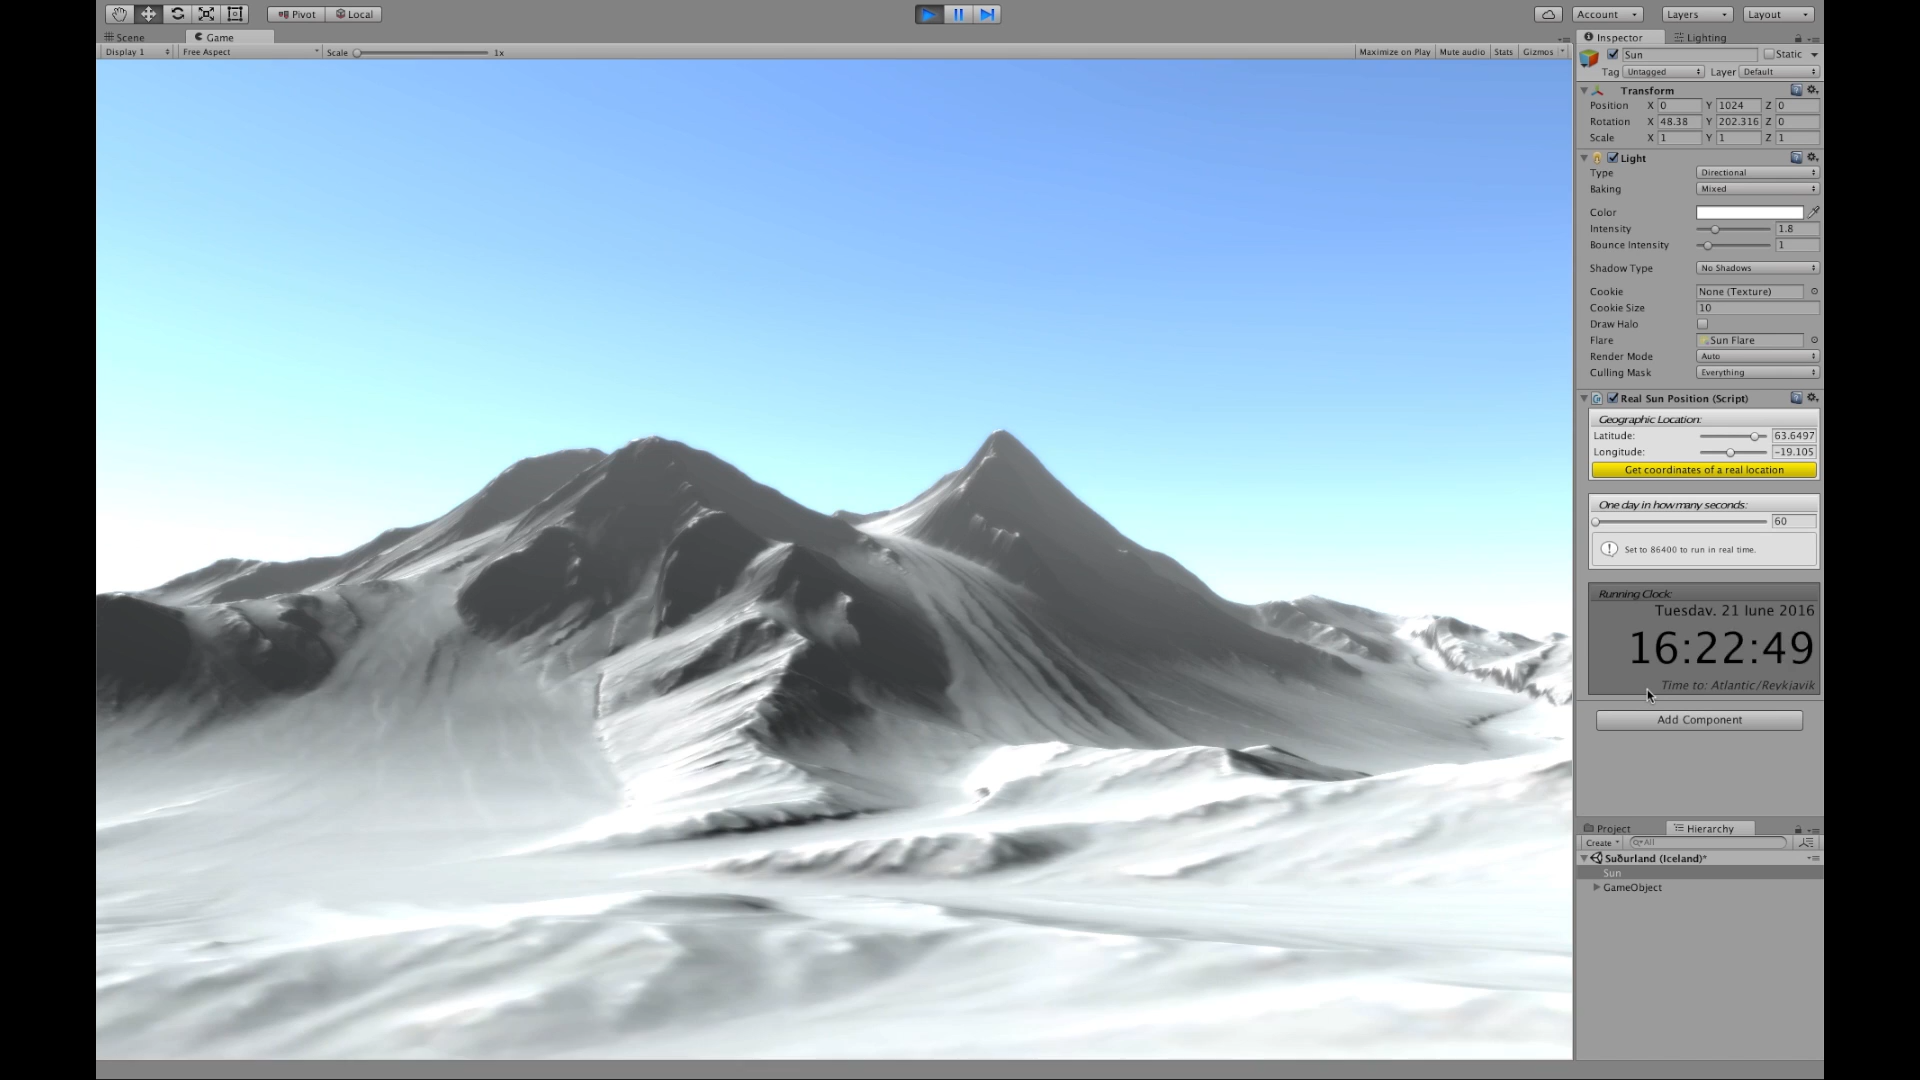 Pivot Local Account Layers Layout
Scene Game
Display 1 Free Aspect Scale 1x Maximize on Play Mute audio Stats Gizmos
Inspector Lighting
Sun Static
Tag Untagged Layer Default
Transform
Position X 0 Y 1024 Z 0
Rotation X 48.38 Y 202.316 Z 0
Scale X 1 Y 1 Z 1
Light
Type Directional
Baking Mixed
Color
Intensity 1.8
Bounce Intensity 1
Shadow Type No Shadows
Cookie None (Texture)
Cookie Size 10
Draw Halo
Flare Sun Flare
Render Mode Auto
Culling Mask Everything
Real Sun Position (Script)
Geographic Location:
Latitude: 63.6497
Longitude: -19.105
Get coordinates of a real location
One day in how many seconds:
60
Set to 86400 to run in real time.
Running Clock:
Tuesday, 21 June 2016
16:22:49
Time to: Atlantic/Reykjavik
Add Component
Project Hierarchy
Create All
Suðurland (Iceland)*
Sun
GameObject